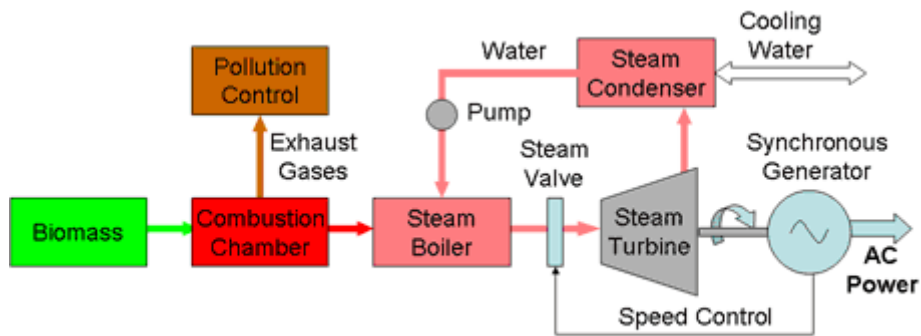 Pollution
Control
Exhaust
Gases
Biomass
Combustion
Chamber
Water
Pump
Steam
Boiler
Steam
Valve
Steam
Condenser
Cooling
Water
Steam
Turbine
Synchronous
Generator
AC
Power
Speed Control